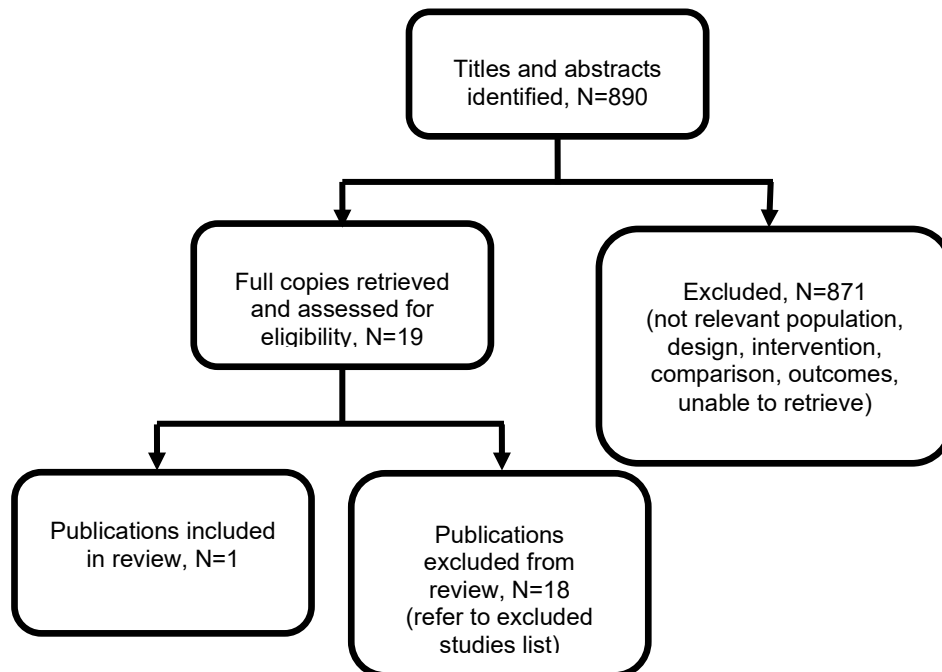 Titles and abstracts
identified, N=890
Full copies retrieved
and assessed for
eligibility, N=19
Excluded, N=871
(not relevant population,
design, intervention,
comparison, outcomes,
unable to retrieve)
Publications included
in review, N=1
Publications
excluded from
review, N=18
(refer to excluded
studies list)